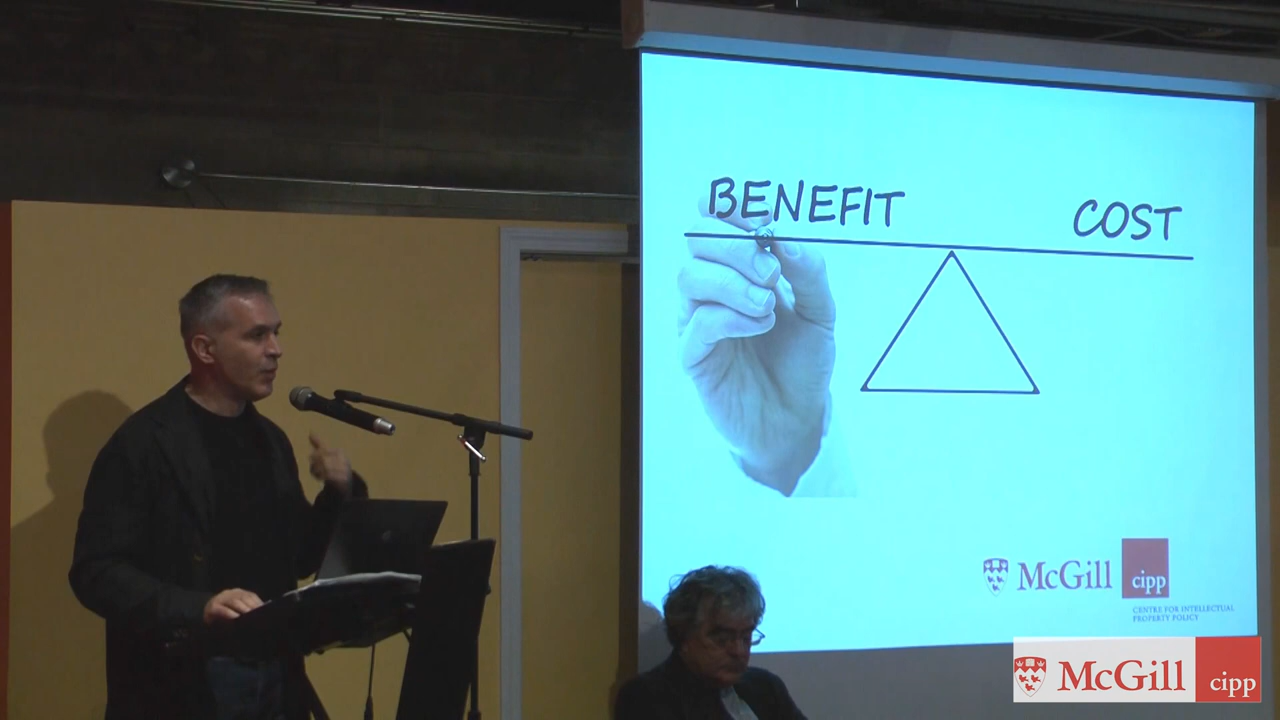 BENEFIT
COST
McGill
cipp
CENTRE FOR INTELLECTUAL
PROPERTY POLICY
McGill
cipp